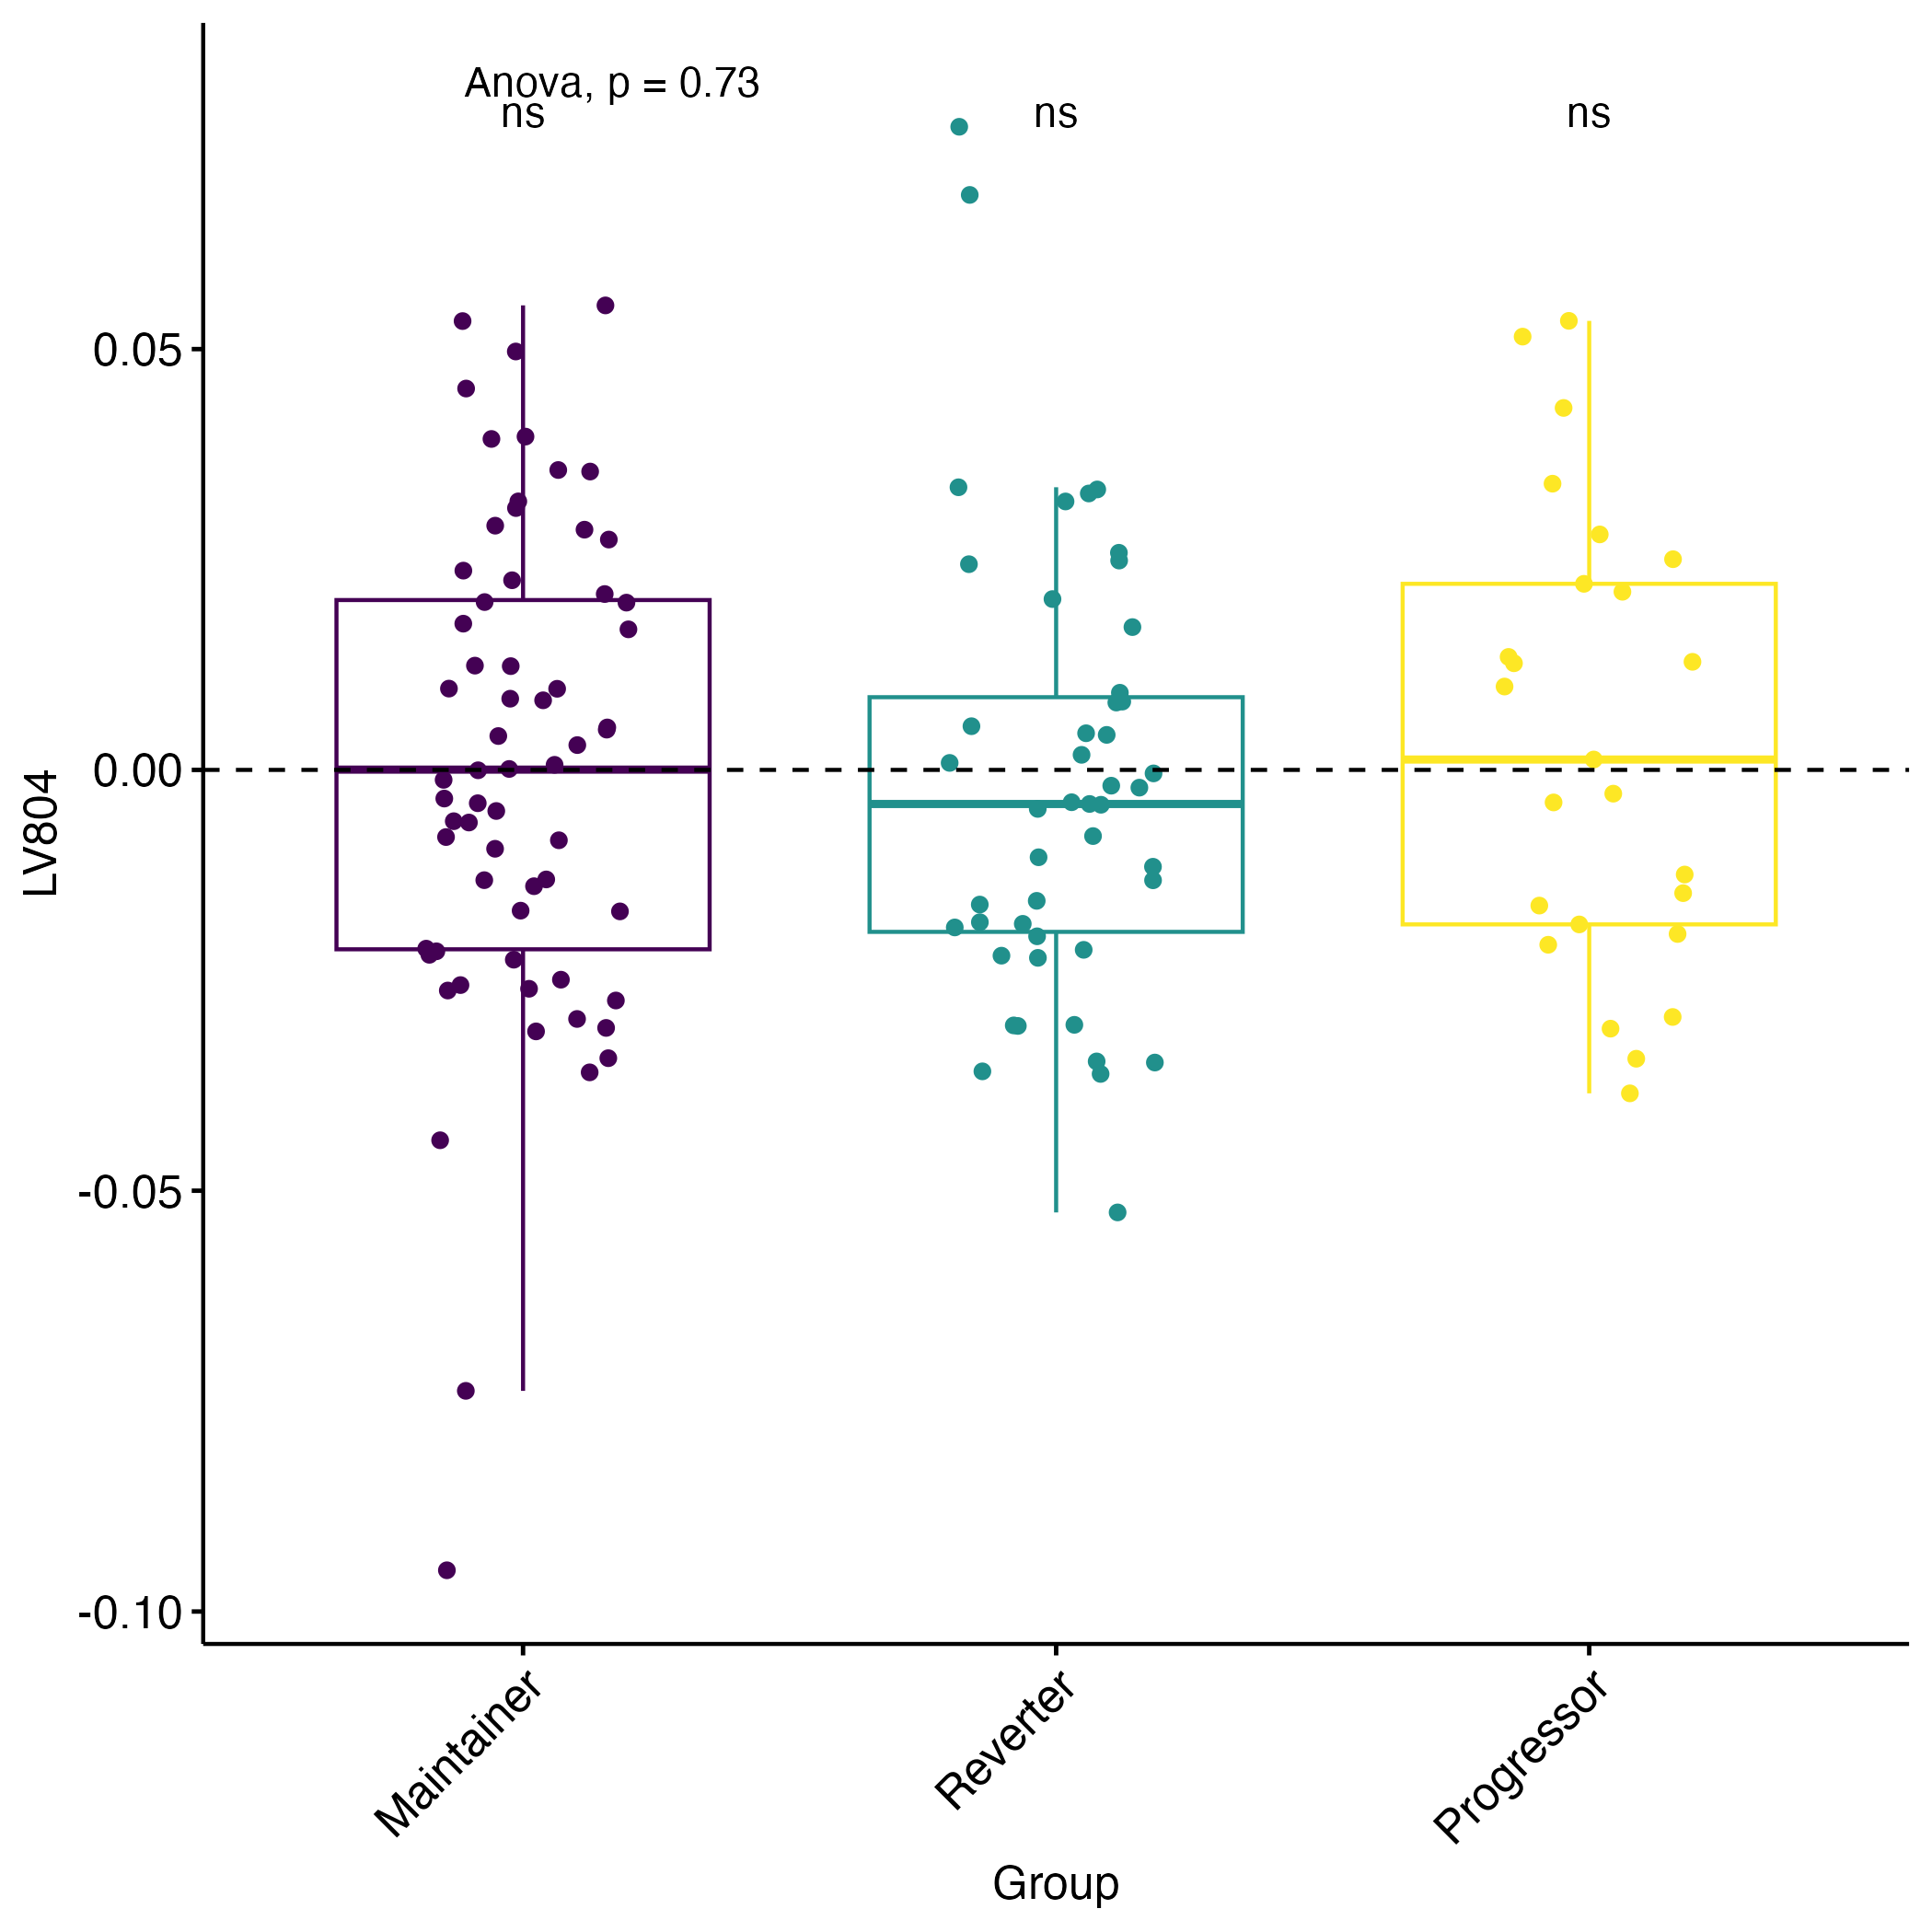 Anova, p = 0.73
ns
ns
ns
0.05
0.00
-0.05
-0.10
LV804
Maintainer
Reverter
Progressor
Group